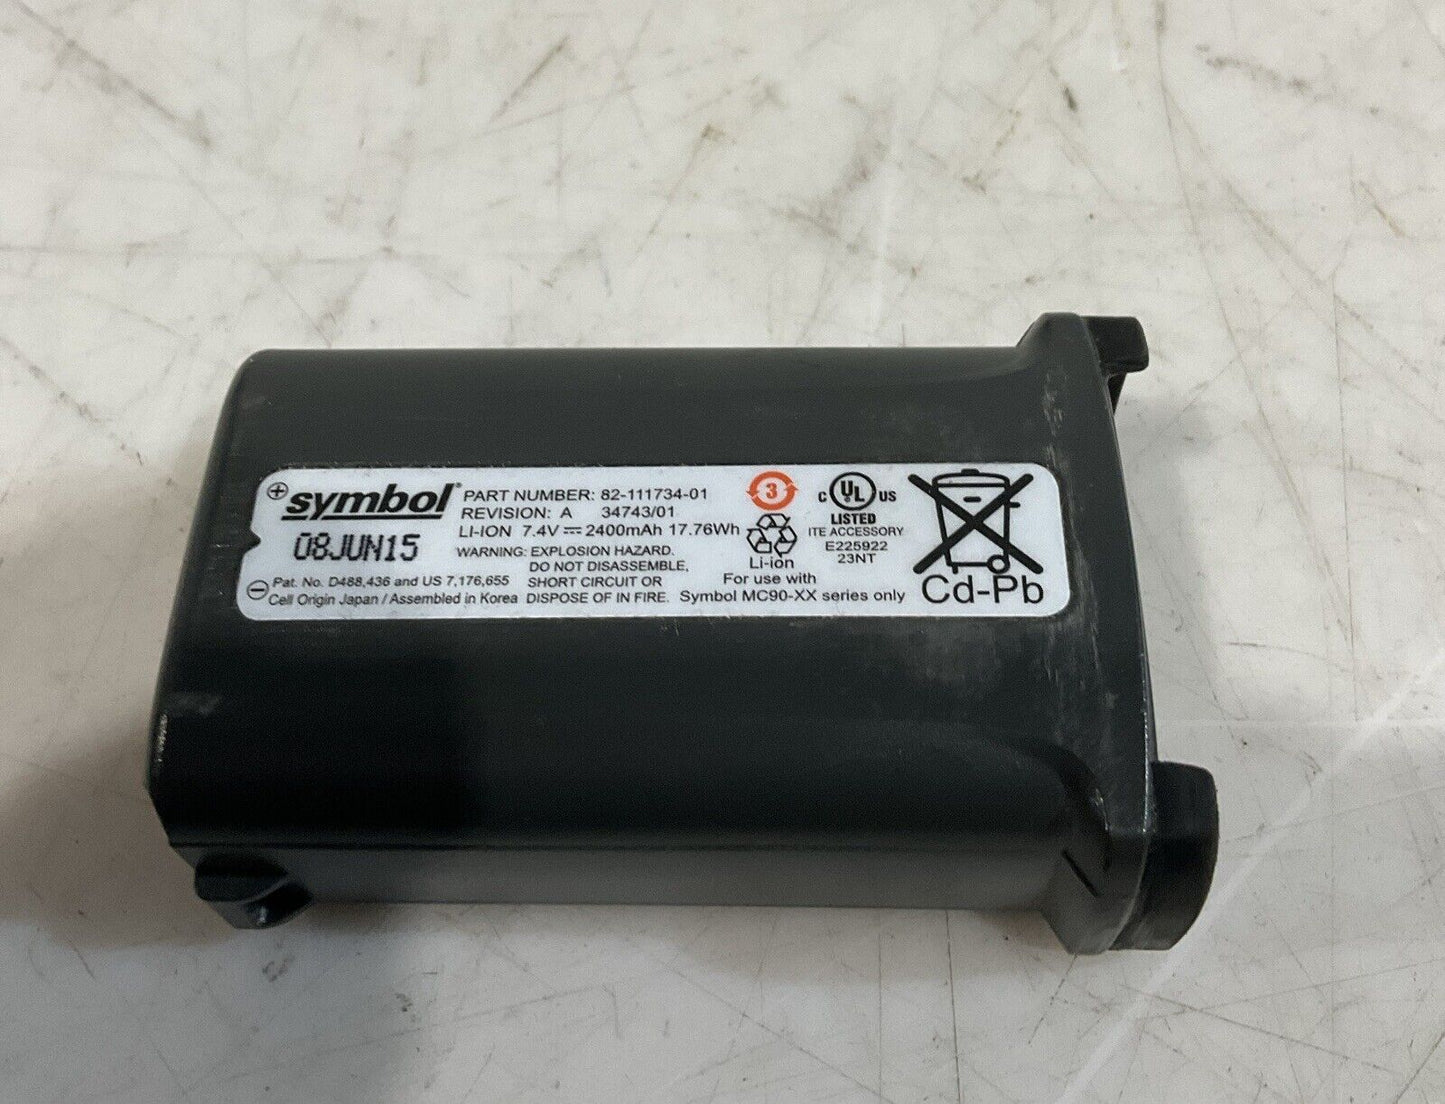 symbol®
08JUN15
Pat. No. D488,436 and US 7,176,655
Cell Origin Japan / Assembled in Korea
PART NUMBER: 82-111734-01
REVISION: A 34743/01
LI-ION 7.4V 2400mAh 17.76Wh
WARNING: EXPLOSION HAZARD.
DO NOT DISASSEMBLE,
SHORT CIRCUIT OR
DISPOSE OF IN FIRE.
3
Li-ion
For use with
Symbol MC90-XX series only
C UL US
LISTED
ITE ACCESSORY
E225922
23NT
Cd-Pb